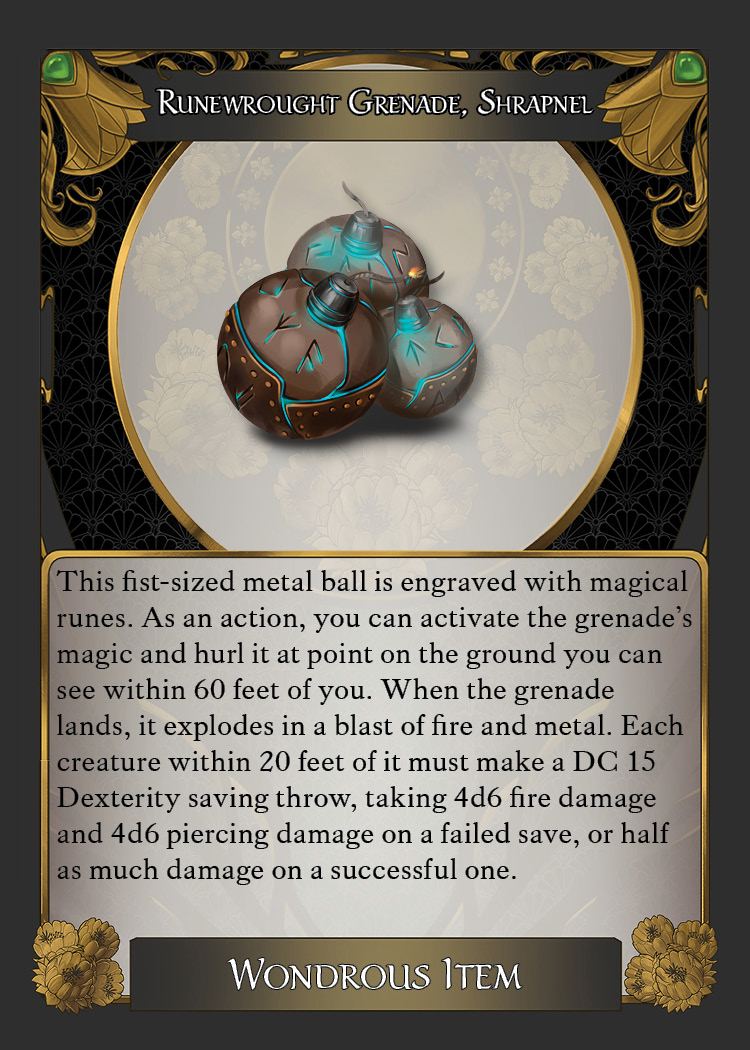 Runewrought Grenade, Shrapnel
This fist-sized metal ball is engraved with magical
runes. As an action, you can activate the grenade’s
magic and hurl it at point on the ground you can
see within 60 feet of you. When the grenade
lands, it explodes in a blast of fire and metal. Each
creature within 20 feet of it must make a DC 15
Dexterity saving throw, taking 4d6 fire damage
and 4d6 piercing damage on a failed save, or half
as much damage on a successful one.
Wondrous Item